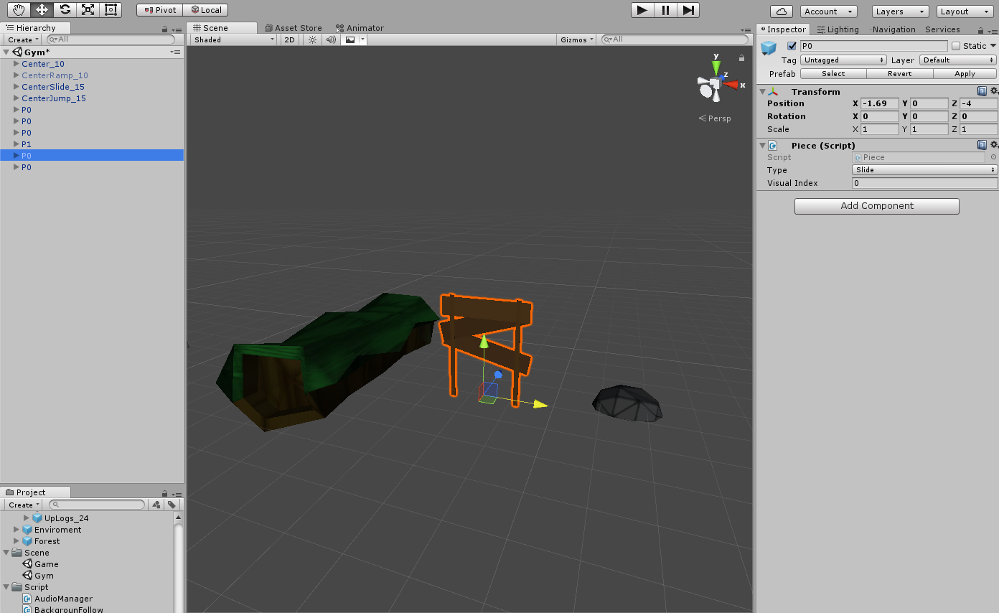 Pivot Local
Account Layers Layout
Hierarchy
Create All
Gym*
Center_10
CenterRamp_10
CenterSlide_15
CenterJump_15
P0
P0
P0
P1
P0
P0
Project
Create
UpLogs_24
Enviroment
Forest
Scene
Game
Gym
Script
AudioManager
BackgrounFollow
Scene Asset Store Animator
Shaded 2D Gizmos All
y
z
x
Persp
Inspector Lighting Navigation Services
P0 Static
Tag Untagged Layer Default
Prefab Select Revert Apply
Transform
Position X -1.69 Y 0 Z -4
Rotation X 0 Y 0 Z 0
Scale X 1 Y 1 Z 1
Piece (Script)
Script Piece
Type Slide
Visual Index 0
Add Component